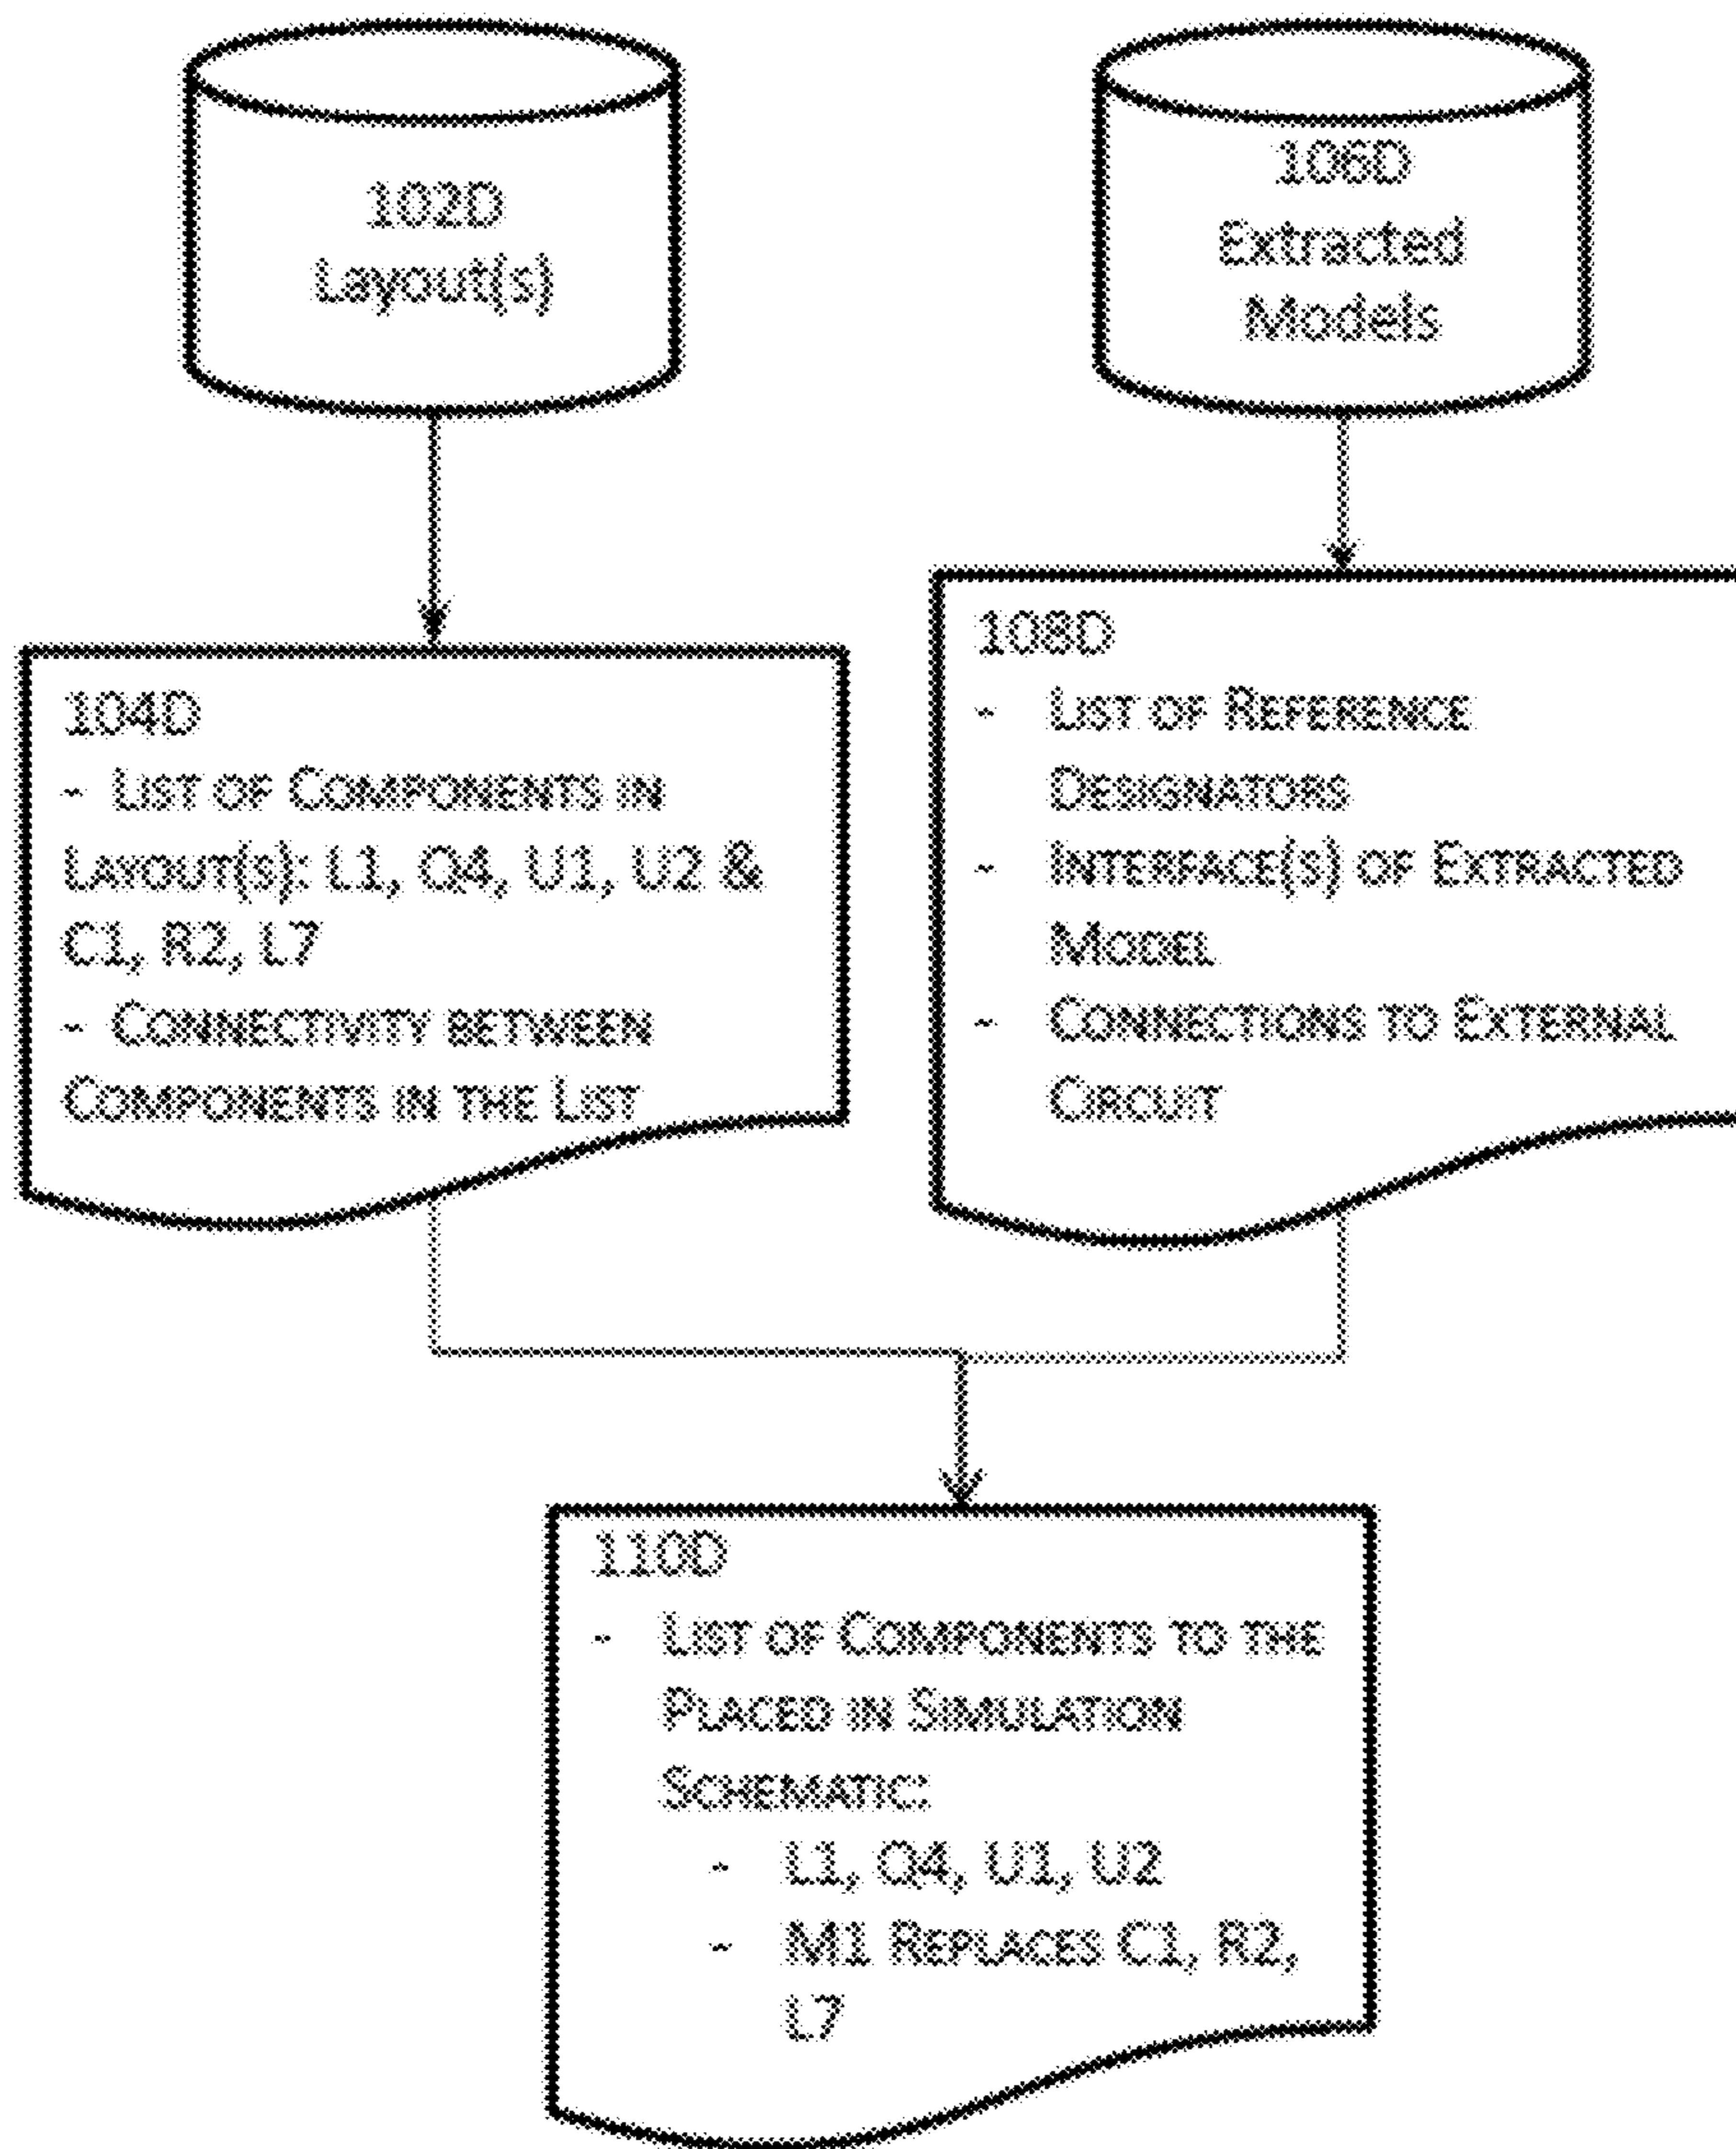 102D
Layout(s)
106D
Extracted
Models
104D
- List of Components in
Layout(s): L1, Q4, U1, U2 &
C1, R2, L7
- Connectivity between
Components in the List
108D
- List of Reference
Designators
- Interface(s) of Extracted
Model
- Connections to External
Circuit
110D
- List of Components to the
Placed in Simulation
Schematic:
- L1, Q4, U1, U2
- M1 Replaces C1, R2,
L7